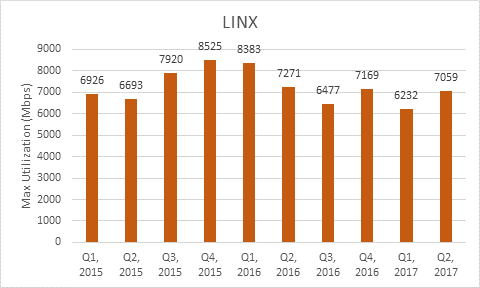 LINX
Max Utilization (Mbps)
9000
8000
7000
6000
5000
4000
3000
2000
1000
0
6926
6693
7920
8525
8383
7271
6477
7169
6232
7059
Q1, 2015
Q2, 2015
Q3, 2015
Q4, 2015
Q1, 2016
Q2, 2016
Q3, 2016
Q4, 2016
Q1, 2017
Q2, 2017